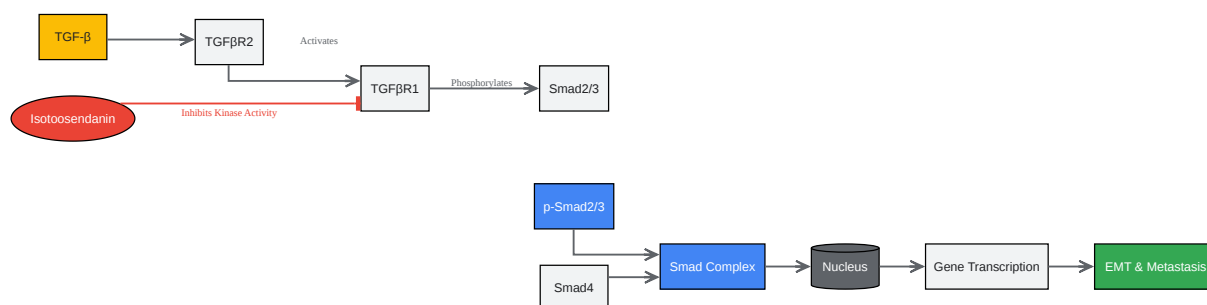 TGF-β
TGFβR2
Activates
TGFβR1
Phosphorylates
Smad2/3
Isotoosendanin
Inhibits Kinase Activity
p-Smad2/3
Smad4
Smad Complex
Nucleus
Gene Transcription
EMT & Metastasis